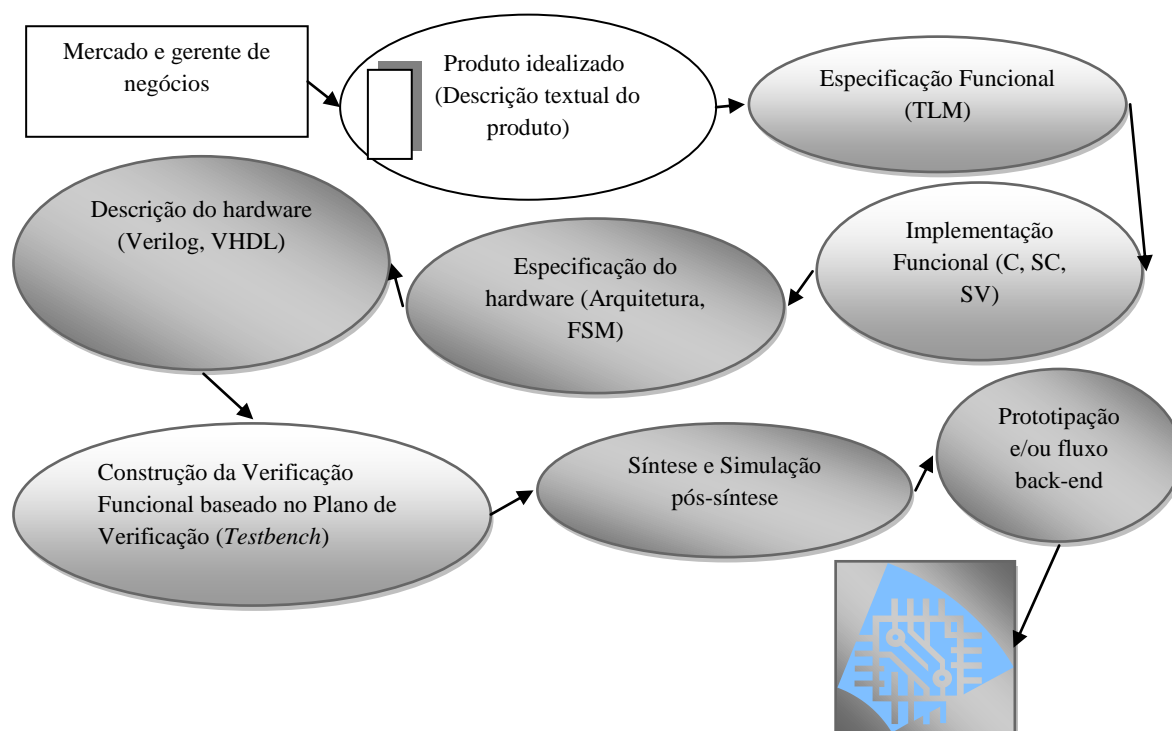 Mercado e gerente de
negócios
Produto idealizado
(Descrição textual do
produto)
Especificação Funcional
(TLM)
Implementação
Funcional (C, SC,
SV)
Especificação do
hardware (Arquitetura,
FSM)
Descrição do hardware
(Verilog, VHDL)
Construção da Verificação
Funcional baseado no Plano de
Verificação (Testbench)
Síntese e Simulação
pós-síntese
Prototipação
e/ou fluxo
back-end